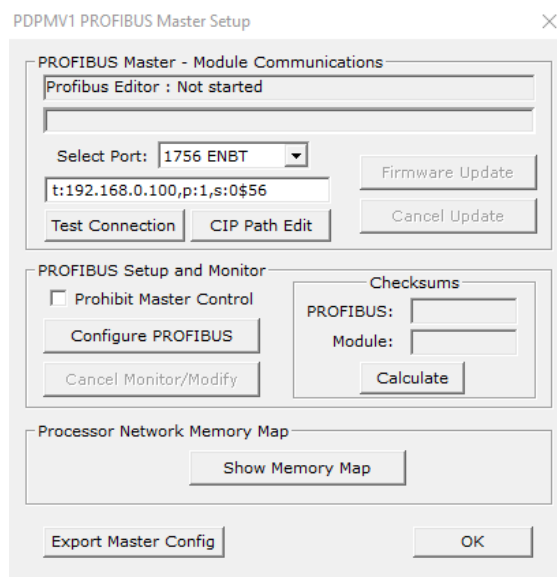 PDPMV1 PROFIBUS Master Setup
PROFIBUS Master - Module Communications
Profibus Editor : Not started
Select Port: 1756 ENBT
Firmware Update
t:192.168.0.100,p:1,s:0$56
Test Connection CIP Path Edit
Cancel Update
PROFIBUS Setup and Monitor
Checksums
Prohibit Master Control
PROFIBUS:
Configure PROFIBUS
Module:
Cancel Monitor/Modify
Calculate
Processor Network Memory Map
Show Memory Map
Export Master Config
OK